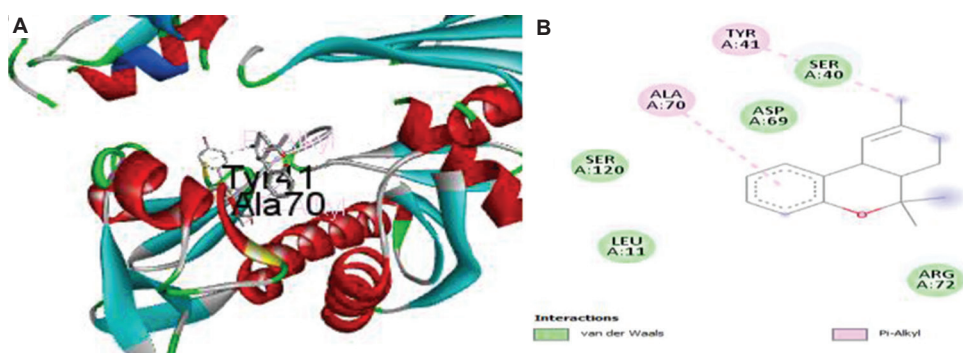 A
Tyr41
Ala70
B
TYR
A:41
SER
A:40
ALA
A:70
ASP
A:69
SER
A:120
LEU
A:11
O
ARG
A:72
Interactions
van der Waals
Pi-Alkyl